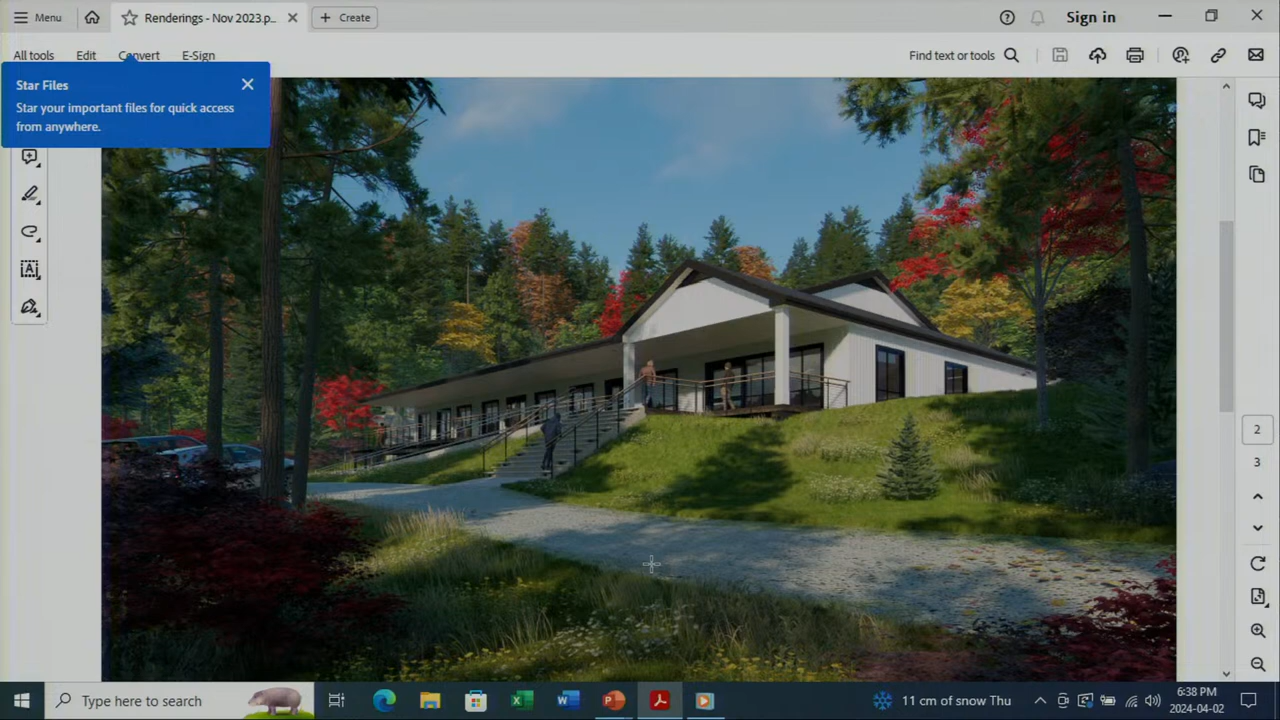 Menu
Renderings - Nov 2023.p...
Create
Sign in
All tools
Edit
Convert
E-Sign
Find text or tools
Star Files
Star your important files for quick access
from anywhere.
2
3
Type here to search
11 cm of snow Thu
6:38 PM
2024-04-02